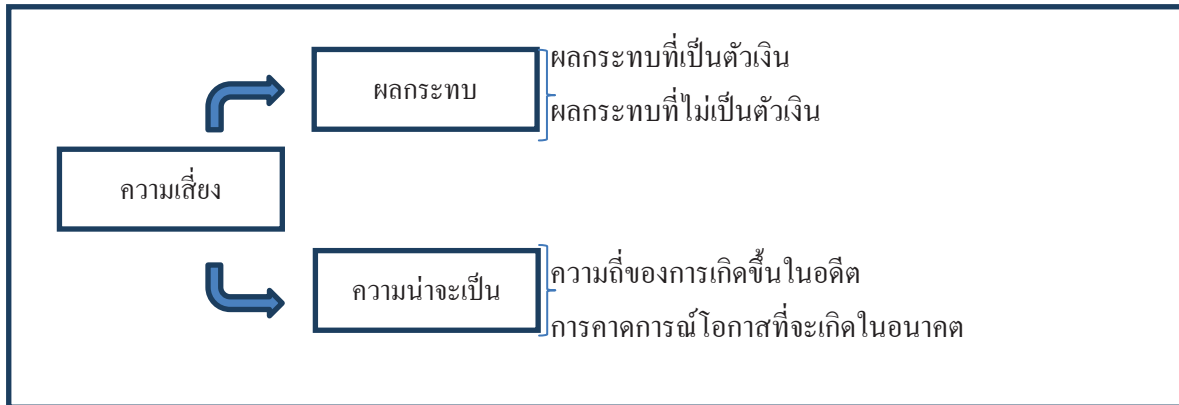 ผลกระทบที่เป็นตัวเงิน
ผลกระทบ
ผลกระทบที่ไม่เป็นตัวเงิน
ความเสี่ยง
ความถี่ของการเกิดขึ้นในอดีต
ความน่าจะเป็น
การคาดการณ์โอกาสที่จะเกิดในอนาคต